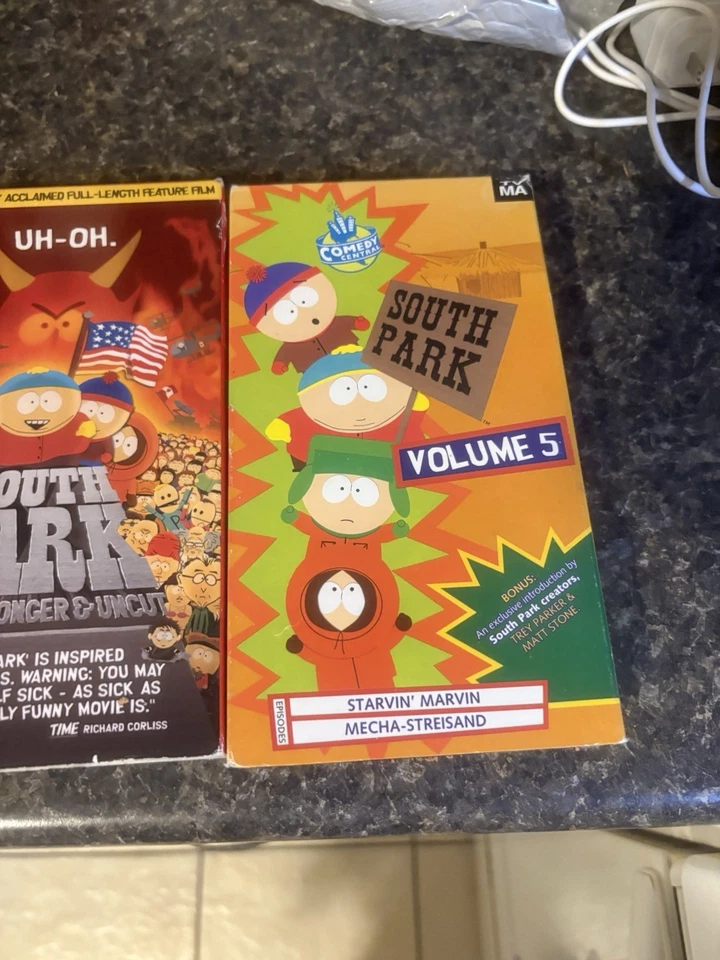 ACCLAIMED FULL-LENGTH FEATURE FILM
UH-OH.
OUTH
ARK
ONGER & UNCUT
ARK' IS INSPIRED
S. WARNING: YOU MAY
LF SICK - AS SICK AS
LY FUNNY MOVIE IS."
TIME RICHARD CORLISS
TV
MA
COMEDY
CENTRAL
SOUTH
PARK
VOLUME 5
BONUS:
An exclusive introduction by
South Park creators,
TREY PARKER &
MATT STONE
EPISODES
STARVIN' MARVIN
MECHA-STREISAND